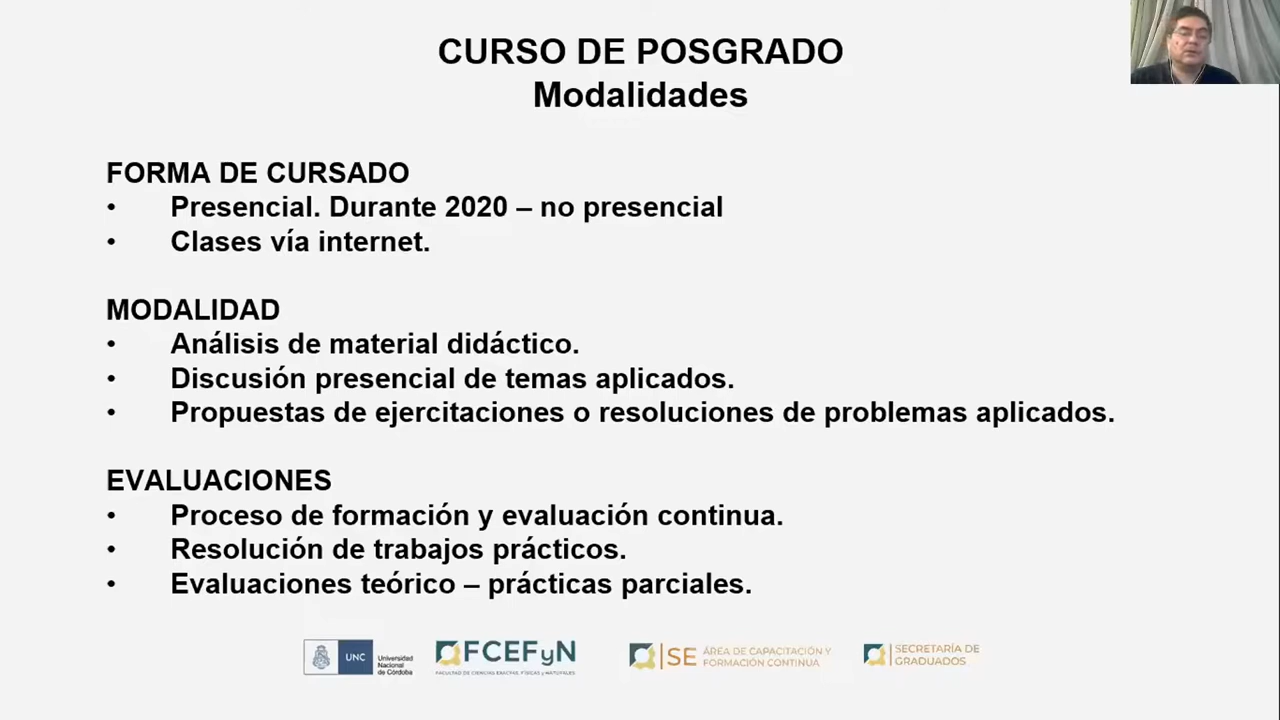 CURSO DE POSGRADO
Modalidades
FORMA DE CURSADO
• Presencial. Durante 2020 – no presencial
• Clases vía internet.
MODALIDAD
• Análisis de material didáctico.
• Discusión presencial de temas aplicados.
• Propuestas de ejercitaciones o resoluciones de problemas aplicados.
EVALUACIONES
• Proceso de formación y evaluación continua.
• Resolución de trabajos prácticos.
• Evaluaciones teórico – prácticas parciales.
UNC
Universidad
Nacional
de Córdoba
FCEFyN
FACULTAD DE CIENCIAS EXACTAS, FÍSICAS y NATURALES
SE
ÁREA DE CAPACITACIÓN Y
FORMACIÓN CONTINUA
SECRETARÍA DE
GRADUADOS